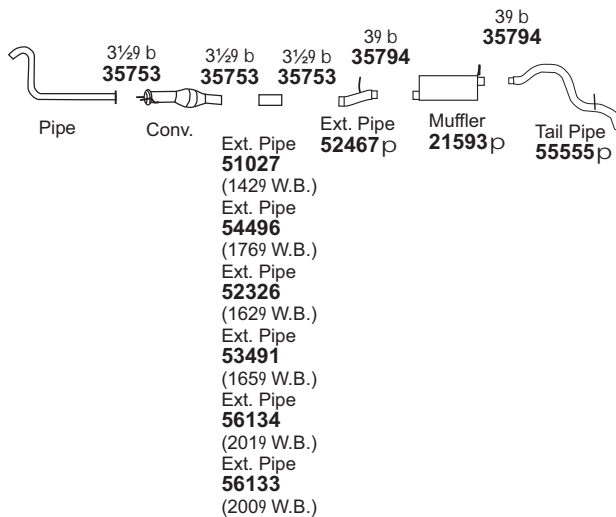 39 b
35794
39 b
35794
3½9 b
35753
3½9 b
35753
3½9 b
35753
Pipe
Conv.
Ext. Pipe
52467p
Muffler
21593p
Tail Pipe
55555p
Ext. Pipe
51027
(1429 W.B.)
Ext. Pipe
54496
(1769 W.B.)
Ext. Pipe
52326
(1629 W.B.)
Ext. Pipe
53491
(1659 W.B.)
Ext. Pipe
56134
(2019 W.B.)
Ext. Pipe
56133
(2009 W.B.)